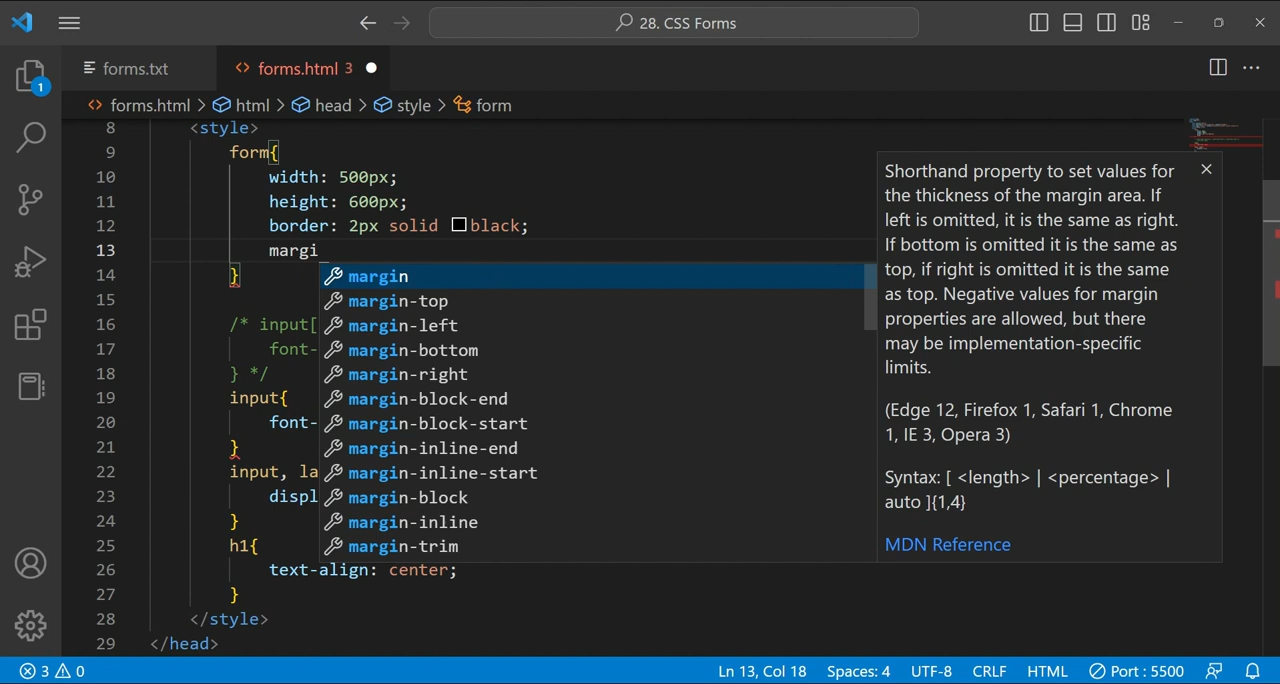 28. CSS Forms
forms.txt
forms.html 3
forms.html > html > head > style > form
1
8 <style>
9 form{
10 width: 500px;
11 height: 600px;
12 border: 2px solid black;
13 margi
14 }
15
16 /* input[
17 font-
18 } */
19 input{
20 font-
21 }
22 input, la
23 displ
24 }
25 h1{
26 text-align: center;
27 }
28 </style>
29 </head>
margin
margin-top
margin-left
margin-bottom
margin-right
margin-block-end
margin-block-start
margin-inline-end
margin-inline-start
margin-block
margin-inline
margin-trim
Shorthand property to set values for
the thickness of the margin area. If
left is omitted, it is the same as right.
If bottom is omitted it is the same as
top, if right is omitted it is the same
as top. Negative values for margin
properties are allowed, but there
may be implementation-specific
limits.
(Edge 12, Firefox 1, Safari 1, Chrome
1, IE 3, Opera 3)
Syntax: [ <length> | <percentage> |
auto ]{1,4}
MDN Reference
3 0 Ln 13, Col 18 Spaces: 4 UTF-8 CRLF HTML Port : 5500